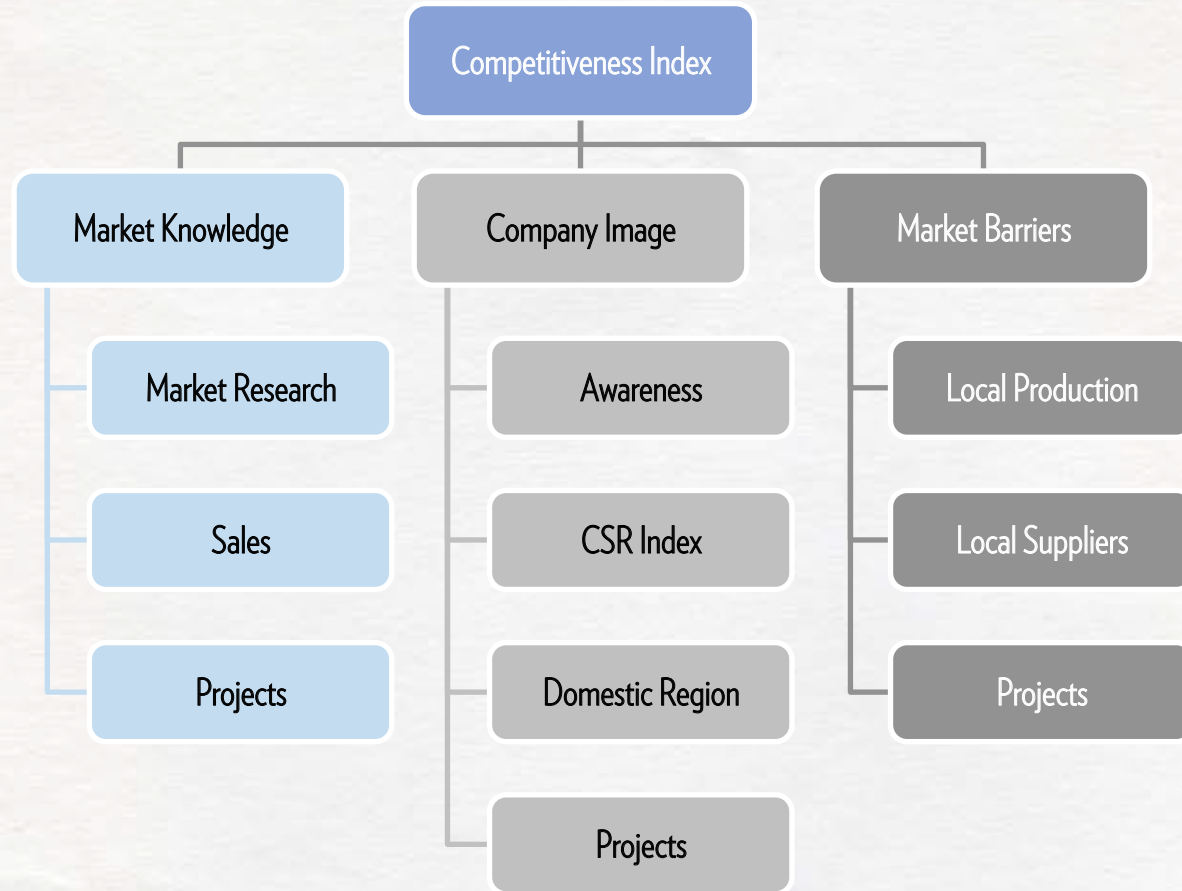 Competitiveness Index
Market Knowledge
Market Research
Sales
Projects
Company Image
Awareness
CSR Index
Domestic Region
Projects
Market Barriers
Local Production
Local Suppliers
Projects